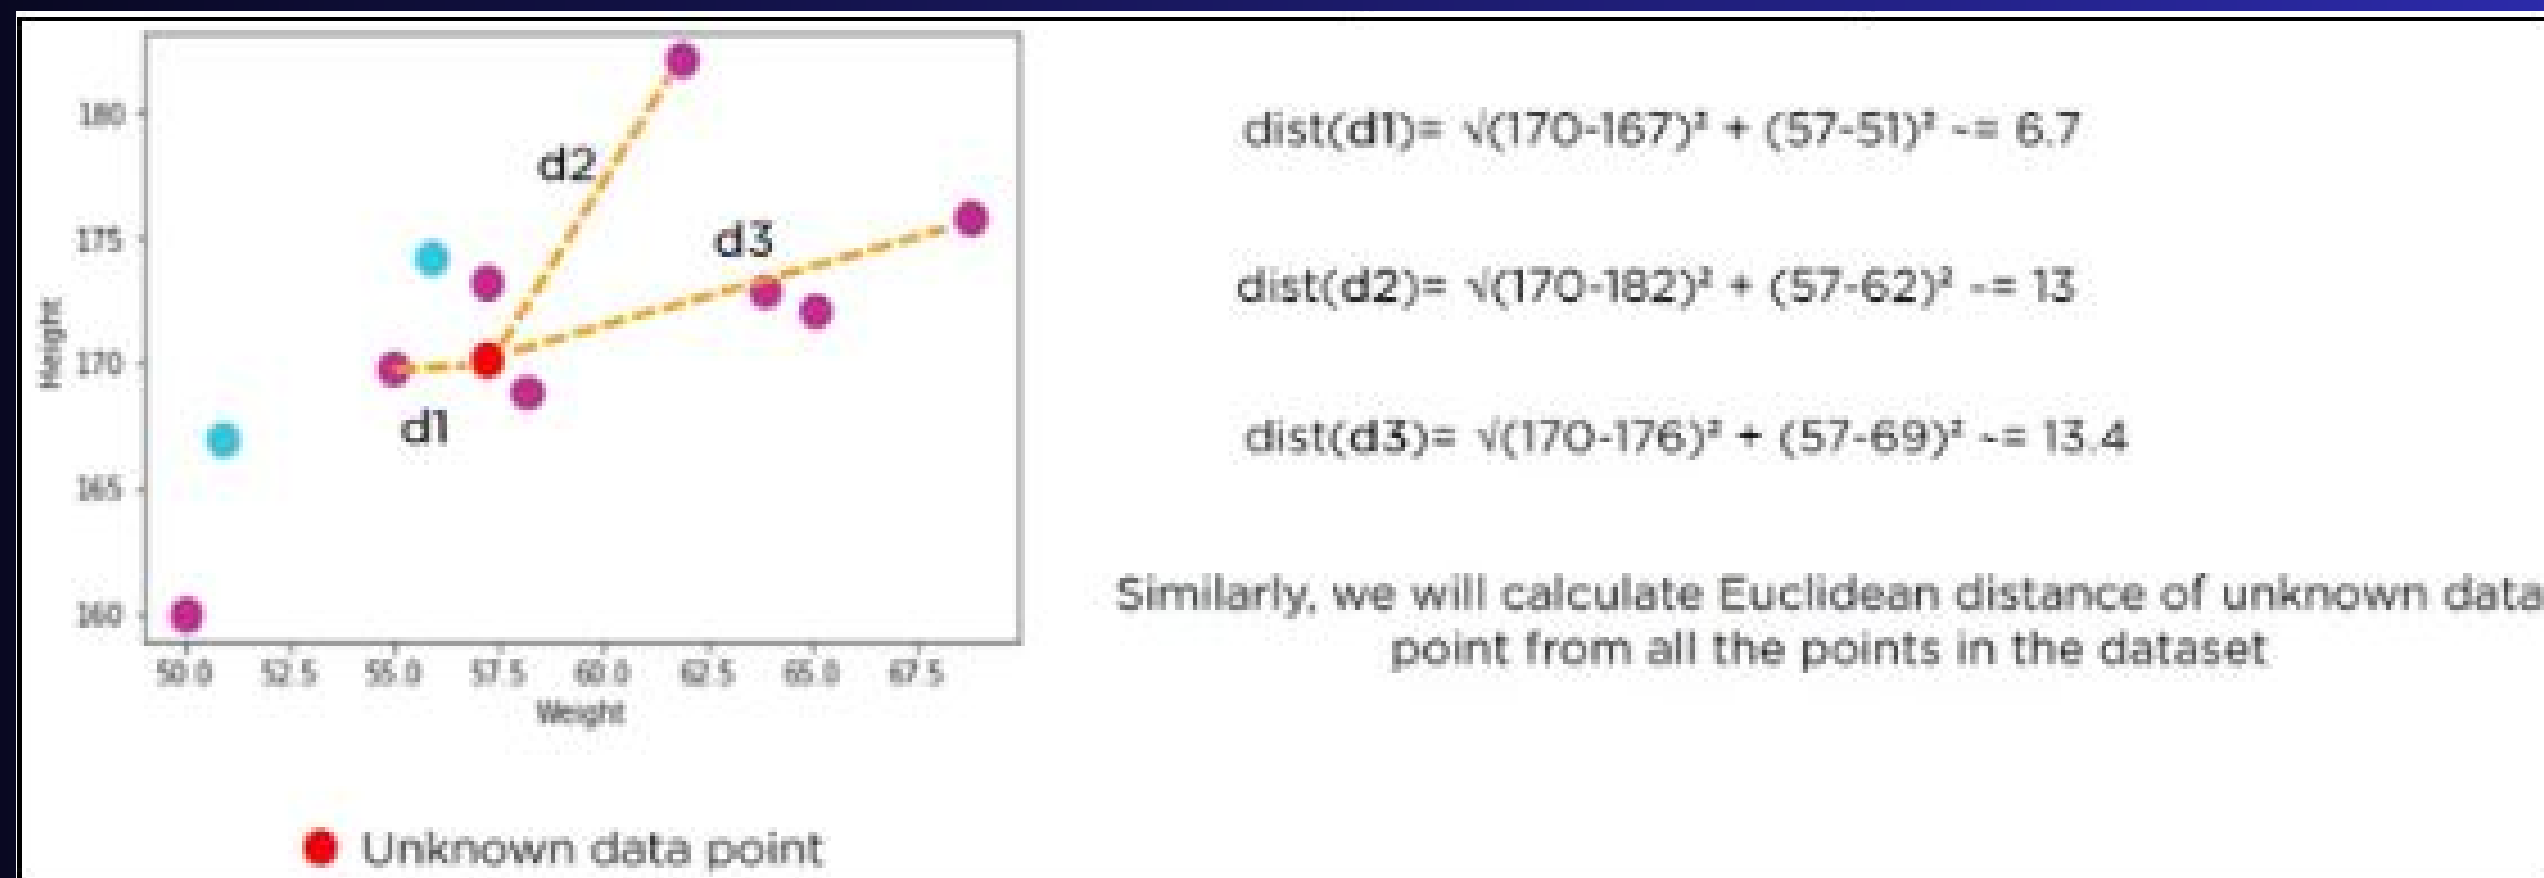 180
175
170
165
160
Height
50.0 52.5 55.0 57.5 60.0 62.5 65.0 67.5
Weight
d2
d3
d1
Unknown data point
dist(d1)= √(170-167)² + (57-51)² ~= 6.7
dist(d2)= √(170-182)² + (57-62)² ~= 13
dist(d3)= √(170-176)² + (57-69)² ~= 13.4
Similarly, we will calculate Euclidean distance of unknown data
point from all the points in the dataset